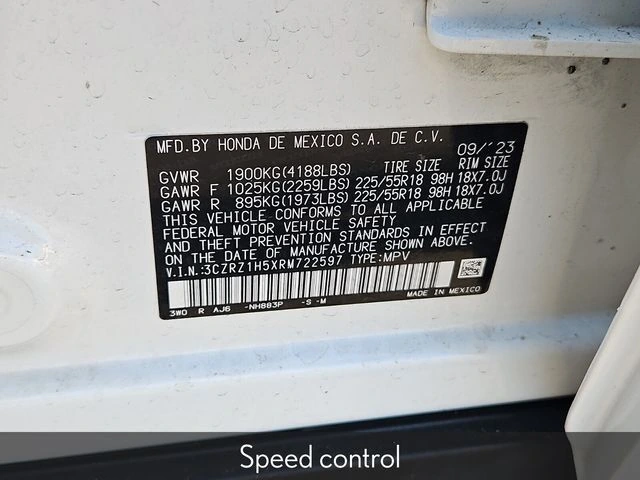 MFD.BY HONDA DE MEXICO S.A. DE C.V. 09/'23
GVWR 1900KG(4188LBS) TIRE SIZE RIM SIZE
GAWR F 1025KG(2259LBS) 225/55R18 98H 18X7.0J
GAWR R 895KG(1973LBS) 225/55R18 98H 18X7.0J
THIS VEHICLE CONFORMS TO ALL APPLICABLE
FEDERAL MOTOR VEHICLE SAFETY
AND THEFT PREVENTION STANDARDS IN EFFECT
ON THE DATE OF MANUFACTURE SHOWN ABOVE.
V.I.N:3CZRZ1H5XRM722597 TYPE:MPV
3W0 R AJ6 -NH883P -S -M
MADE IN MEXICO
Speed control